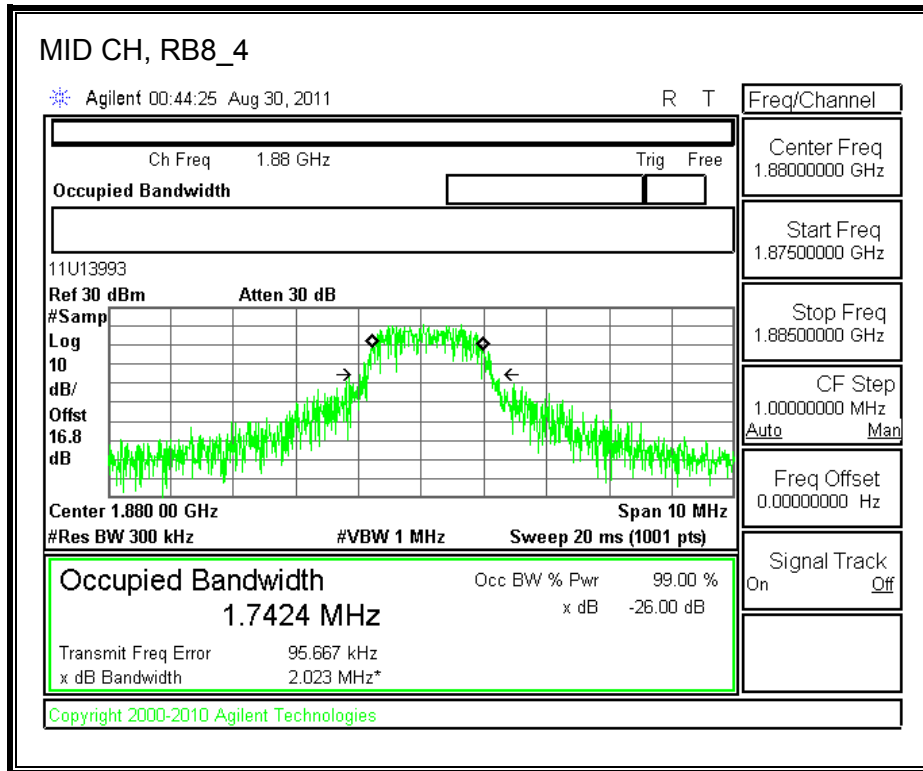 MID CH, RB8_4
Agilent 00:44:25 Aug 30, 2011 R T
Ch Freq 1.88 GHz Trig Free
Occupied Bandwidth
11U13993
Ref 30 dBm Atten 30 dB
#Samp
Log
10
dB/
Offst
16.8
dB
Center 1.880 00 GHz Span 10 MHz
#Res BW 300 kHz #VBW 1 MHz Sweep 20 ms (1001 pts)
Occupied Bandwidth Occ BW % Pwr 99.00 %
1.7424 MHz x dB -26.00 dB
Transmit Freq Error 95.667 kHz
x dB Bandwidth 2.023 MHz*
Copyright 2000-2010 Agilent Technologies
Freq/Channel
Center Freq
1.88000000 GHz
Start Freq
1.87500000 GHz
Stop Freq
1.88500000 GHz
CF Step
1.00000000 MHz
Auto Man
Freq Offset
0.00000000 Hz
Signal Track
On Off